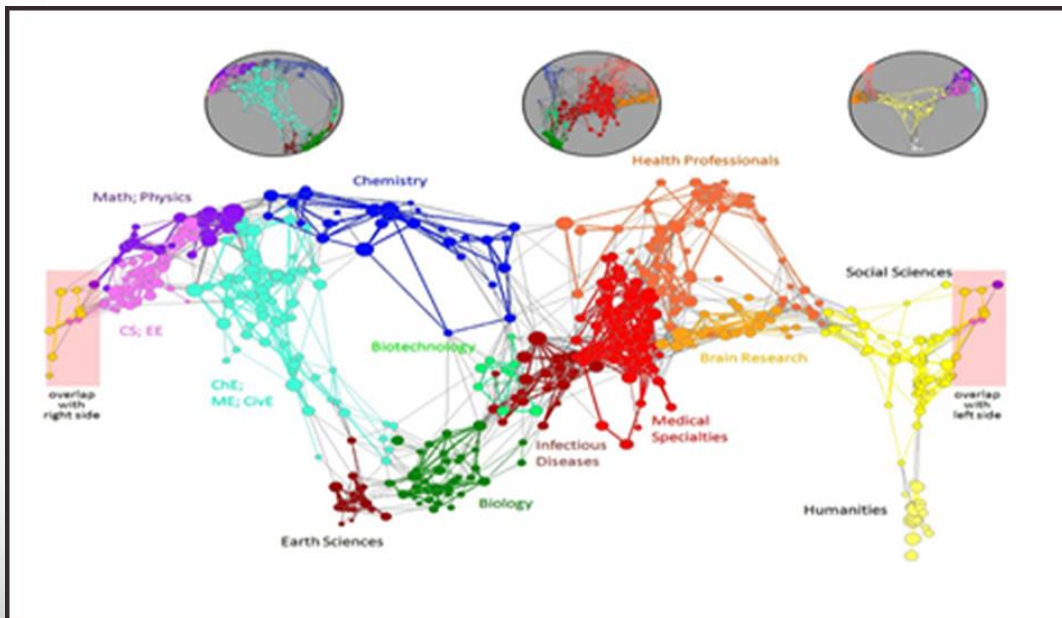 Health Professionals
Chemistry
Math; Physics
Social Sciences
CS; EE
Biotechnology
Brain Research
ChE;
ME; CivE
overlap
with
right side
overlap
with
left side
Medical
Specialties
Infectious
Diseases
Biology
Humanities
Earth Sciences